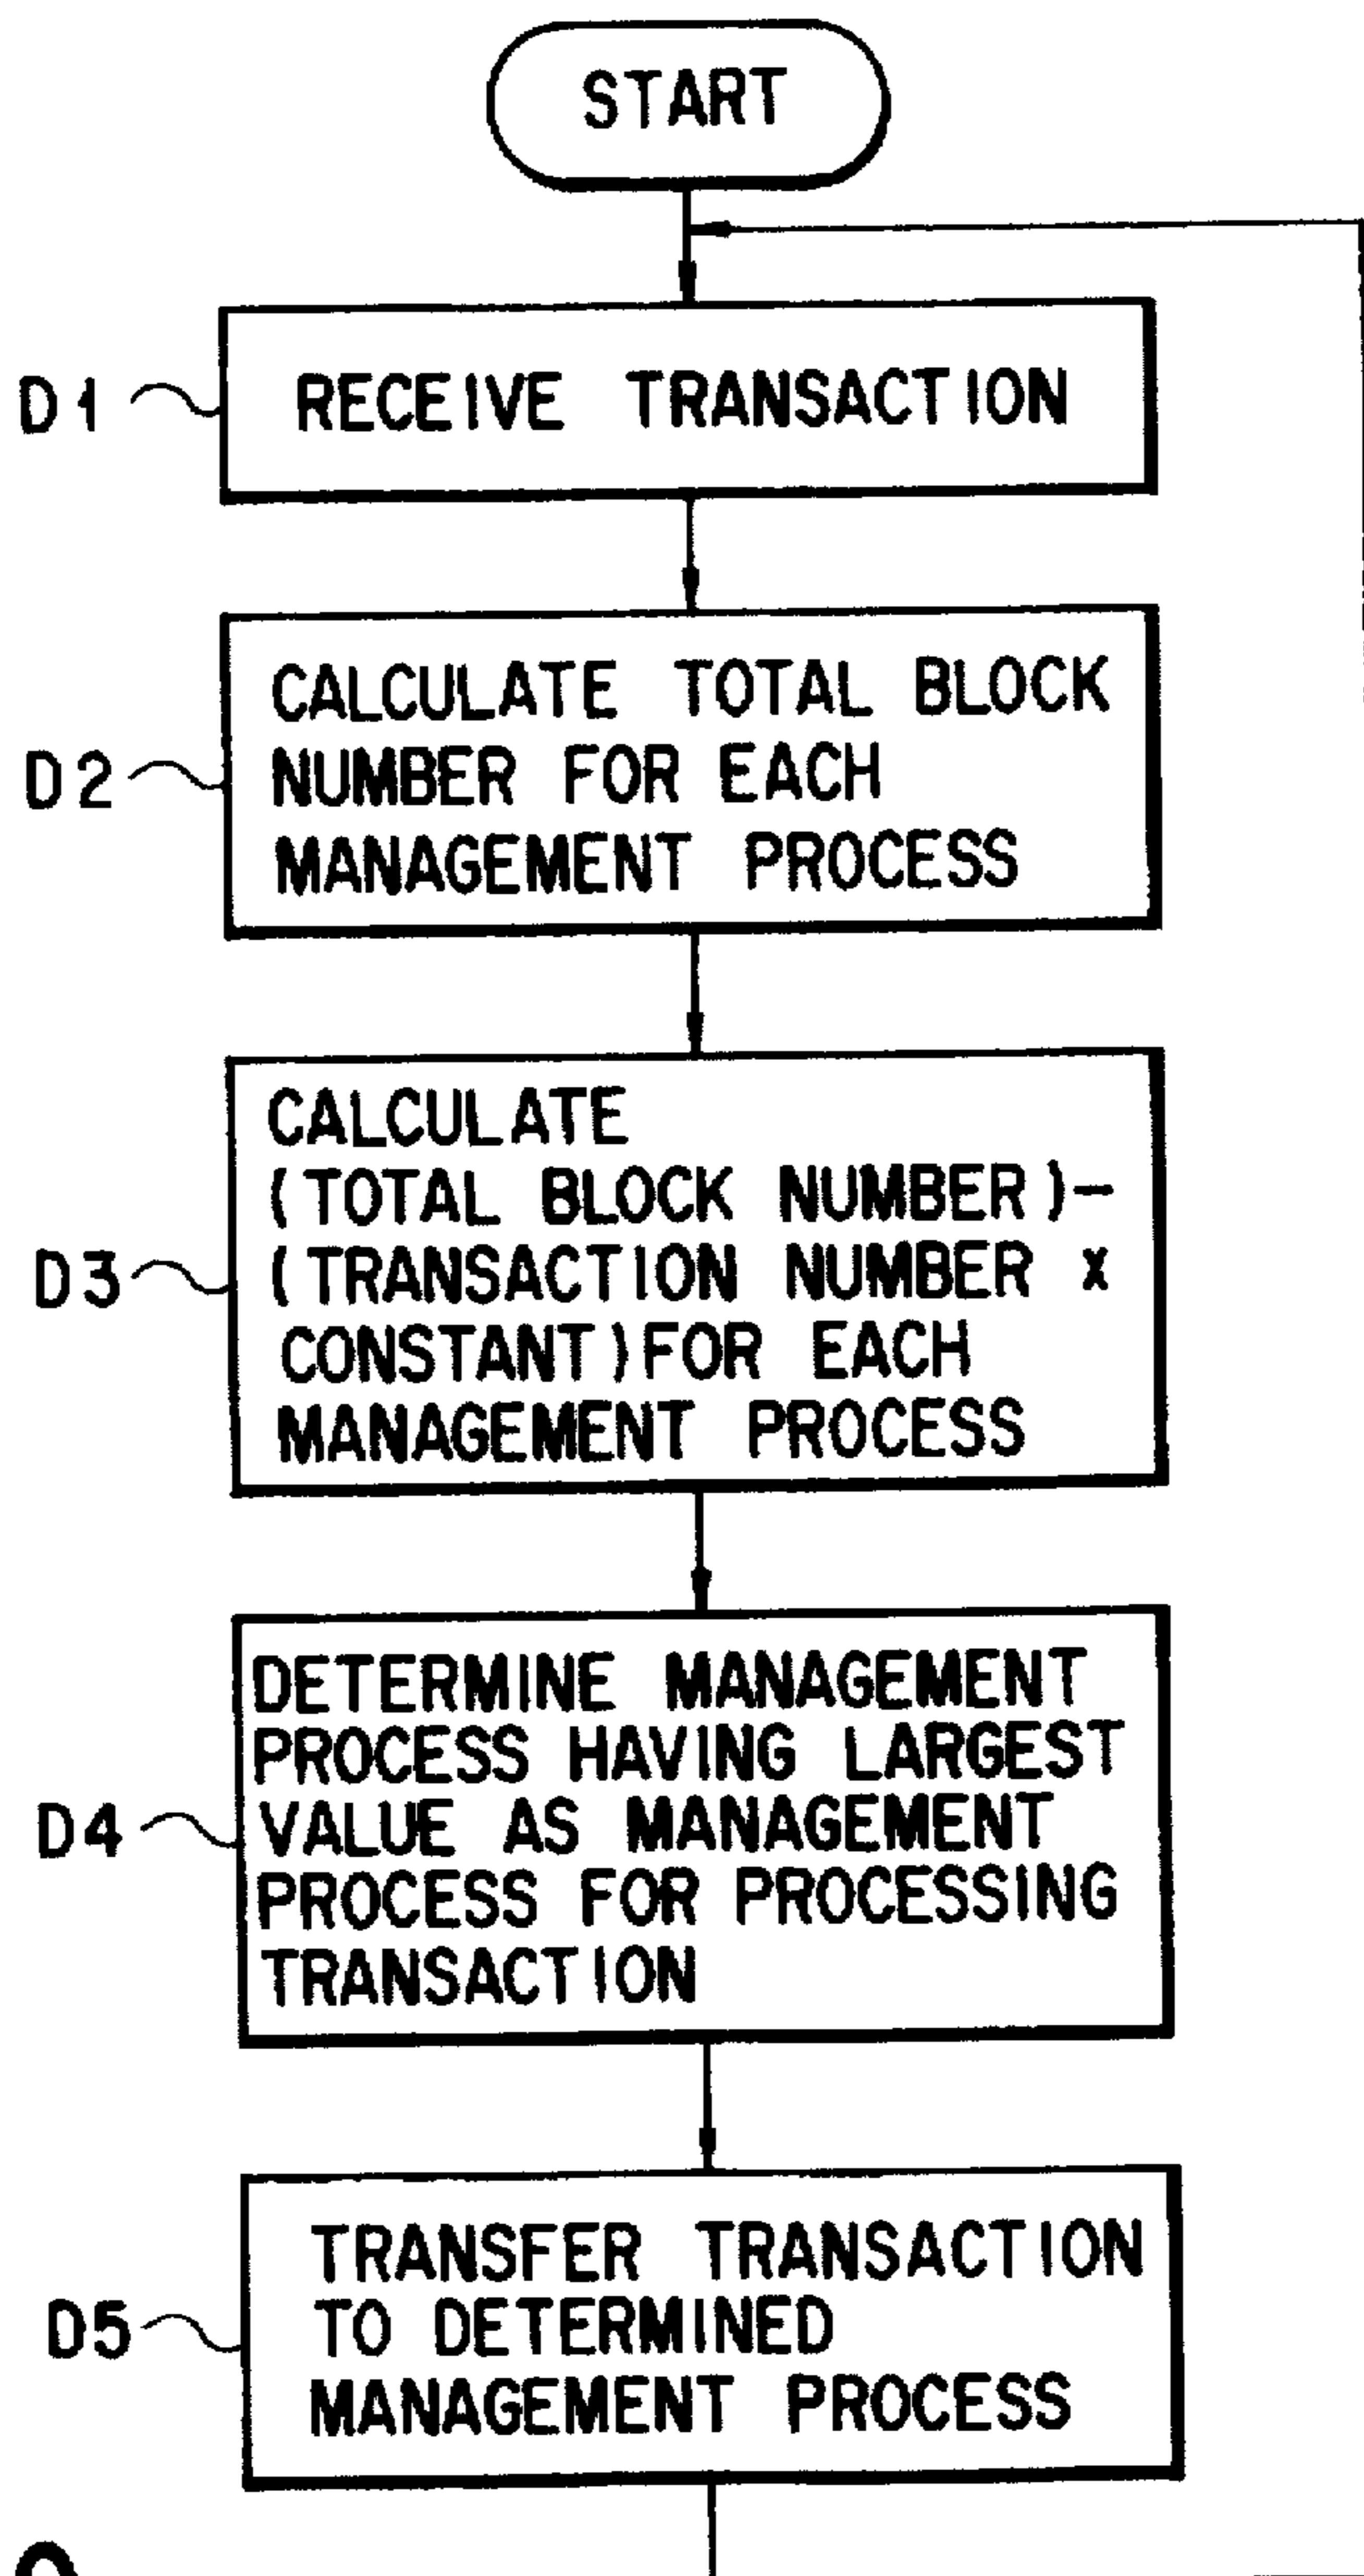 START
D1
RECEIVE TRANSACTION
D2
CALCULATE TOTAL BLOCK
NUMBER FOR EACH
MANAGEMENT PROCESS
D3
CALCULATE
(TOTAL BLOCK NUMBER)-
(TRANSACTION NUMBER x
CONSTANT)FOR EACH
MANAGEMENT PROCESS
D4
DETERMINE MANAGEMENT
PROCESS HAVING LARGEST
VALUE AS MANAGEMENT
PROCESS FOR PROCESSING
TRANSACTION
D5
TRANSFER TRANSACTION
TO DETERMINED
MANAGEMENT PROCESS